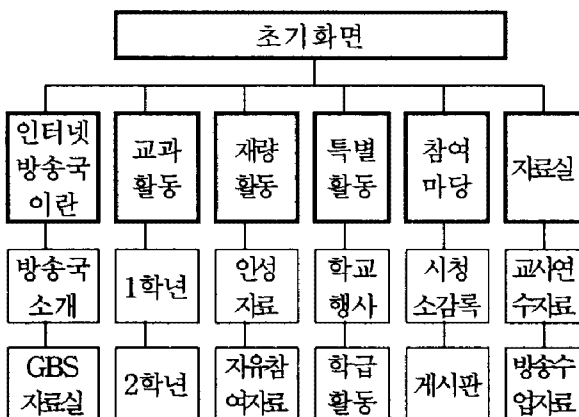 초기화면
인터넷
방송국
이란
교과
활동
재량
활동
특별
활동
참여
마당
자료실
방송국
소개
1학년
인성
자료
학교
행사
시청
소감록
교사연
수자료
GBS
자료실
2학년
자유참
여자료
학급
활동
게시판
방송수
업자료